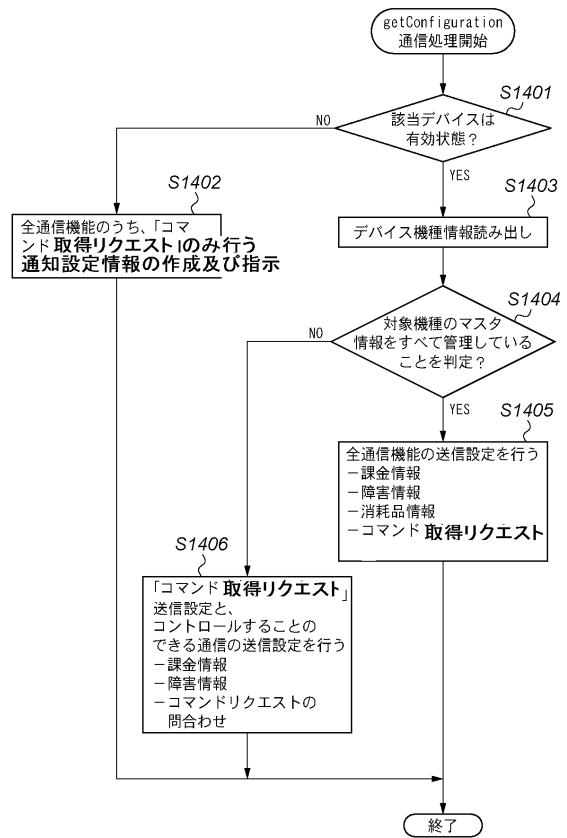 getConfiguration
通信処理開始
S1401
該当デバイスは
有効状態?
NO
YES
S1402
全通信機能のうち、「コマ
ンド 取得リクエスト」のみ行う
通知設定情報の作成及び指示
S1403
デバイス機種情報読み出し
S1404
対象機種のマスタ
情報をすべて管理している
ことを判定?
NO
YES
S1405
全通信機能の送信設定を行う
－課金情報
－障害情報
－消耗品情報
－コマンド 取得リクエスト
S1406
「コマンド 取得リクエスト」
送信設定と、
コントロールすることの
できる通信の送信設定を行う
－課金情報
－障害情報
－コマンドリクエストの
問合わせ
終了